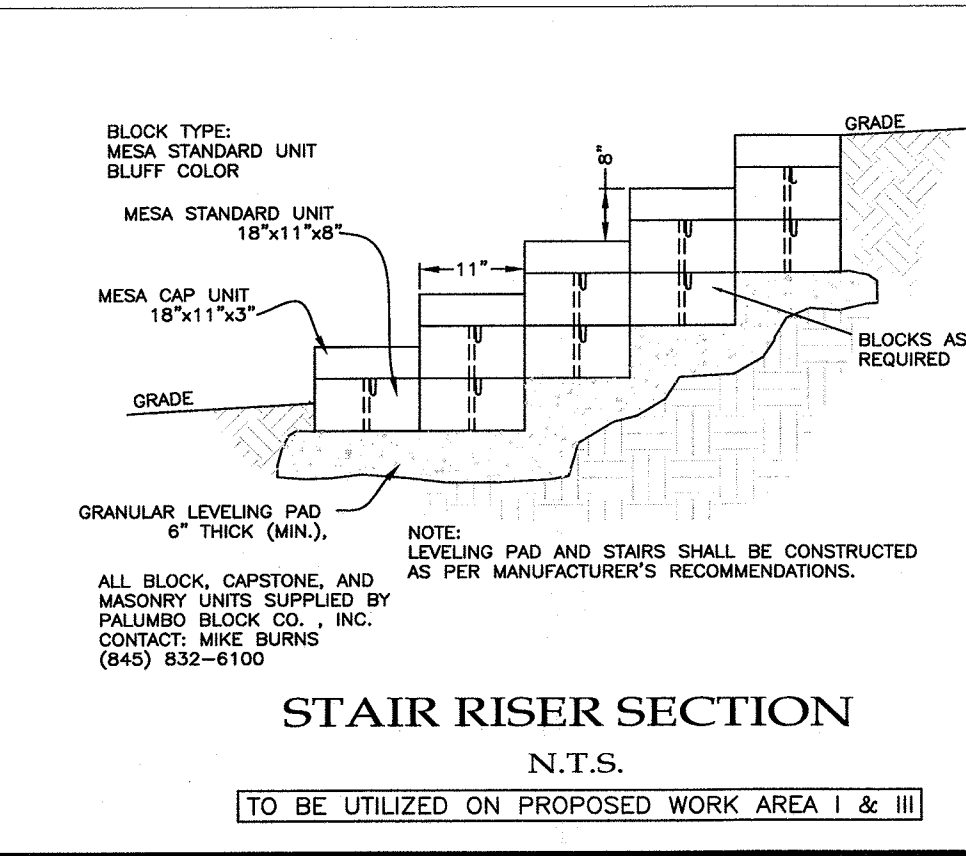 BLOCK TYPE:
MESA STANDARD UNIT
BLUFF COLOR
MESA STANDARD UNIT
18"x11"x8"
MESA CAP UNIT
18"x11"x3"
GRADE
8"
11"
GRADE
BLOCKS AS
REQUIRED
GRANULAR LEVELING PAD
6" THICK (MIN.),
NOTE:
LEVELING PAD AND STAIRS SHALL BE CONSTRUCTED
AS PER MANUFACTURER'S RECOMMENDATIONS.
ALL BLOCK, CAPSTONE, AND
MASONRY UNITS SUPPLIED BY
PALUMBO BLOCK CO. , INC.
CONTACT: MIKE BURNS
(845) 832-6100
STAIR RISER SECTION
N.T.S.
TO BE UTILIZED ON PROPOSED WORK AREA I & III